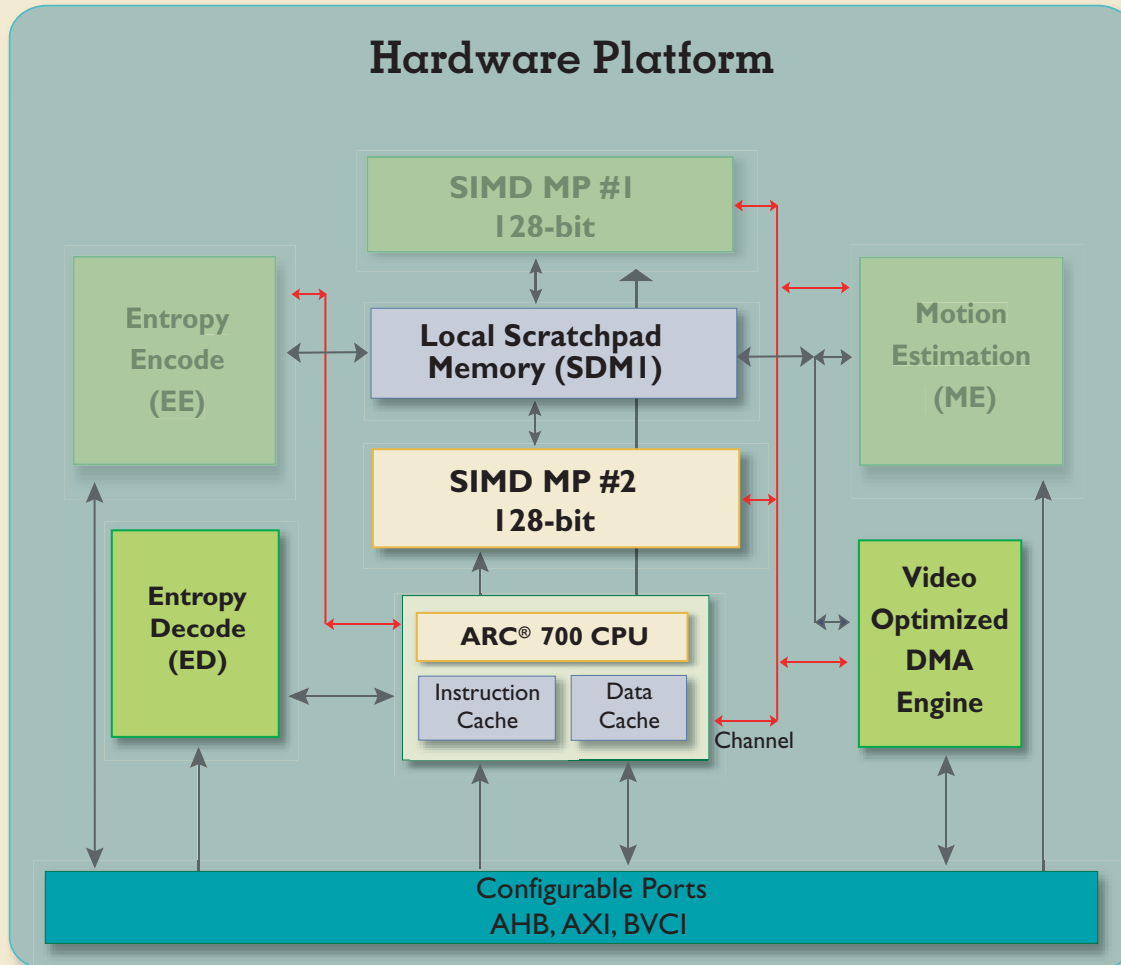 Hardware Platform
SIMD MP #1
128-bit
Entropy
Encode
(EE)
Local Scratchpad
Memory (SDM1)
Motion
Estimation
(ME)
SIMD MP #2
128-bit
Entropy
Decode
(ED)
ARC® 700 CPU
Instruction
Cache
Data
Cache
Channel
Video
Optimized
DMA
Engine
Configurable Ports
AHB, AXI, BVCI